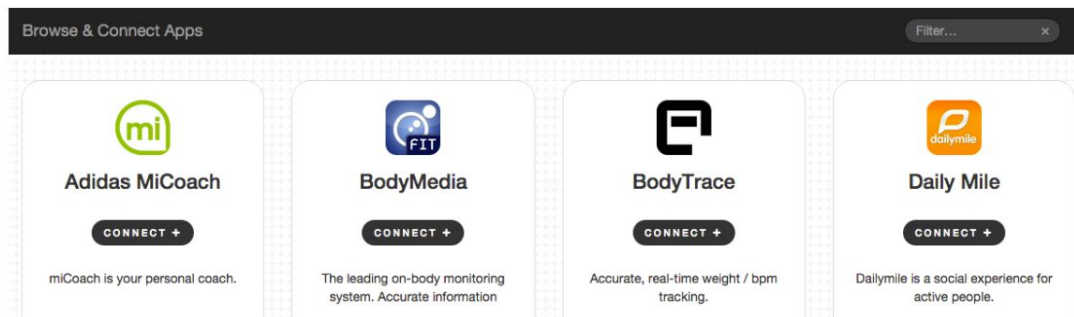 Browse & Connect Apps
Filter...
×
mi
Adidas MiCoach
CONNECT +
miCoach is your personal coach.
FIT
BodyMedia
CONNECT +
The leading on-body monitoring
system. Accurate information
BodyTrace
CONNECT +
Accurate, real-time weight / bpm
tracking.
dailymile
Daily Mile
CONNECT +
Dailymile is a social experience for
active people.